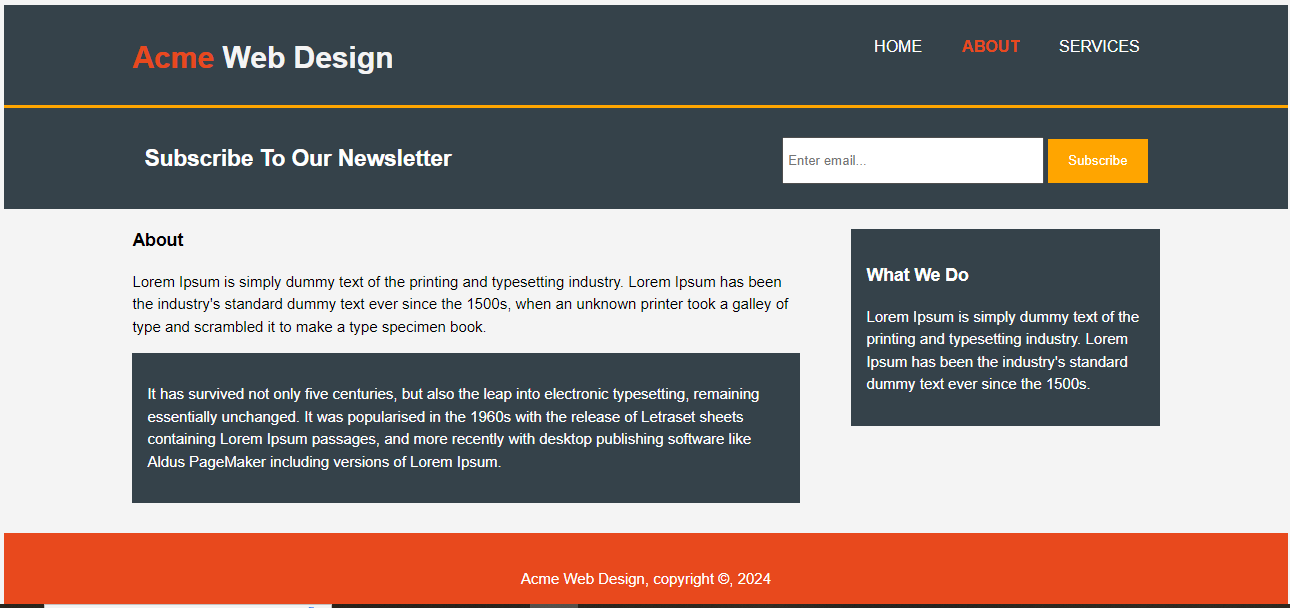 Acme Web Design
HOME ABOUT SERVICES
Subscribe To Our Newsletter
Enter email...
Subscribe
About
Lorem Ipsum is simply dummy text of the printing and typesetting industry. Lorem Ipsum has been
the industry's standard dummy text ever since the 1500s, when an unknown printer took a galley of
type and scrambled it to make a type specimen book.
It has survived not only five centuries, but also the leap into electronic typesetting, remaining
essentially unchanged. It was popularised in the 1960s with the release of Letraset sheets
containing Lorem Ipsum passages, and more recently with desktop publishing software like
Aldus PageMaker including versions of Lorem Ipsum.
What We Do
Lorem Ipsum is simply dummy text of the
printing and typesetting industry. Lorem
Ipsum has been the industry's standard
dummy text ever since the 1500s.
Acme Web Design, copyright ©, 2024